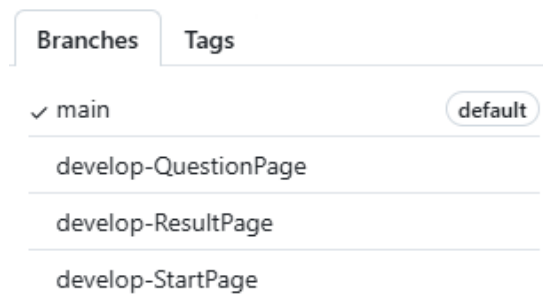 Branches Tags
main default
develop-QuestionPage
develop-ResultPage
develop-StartPage